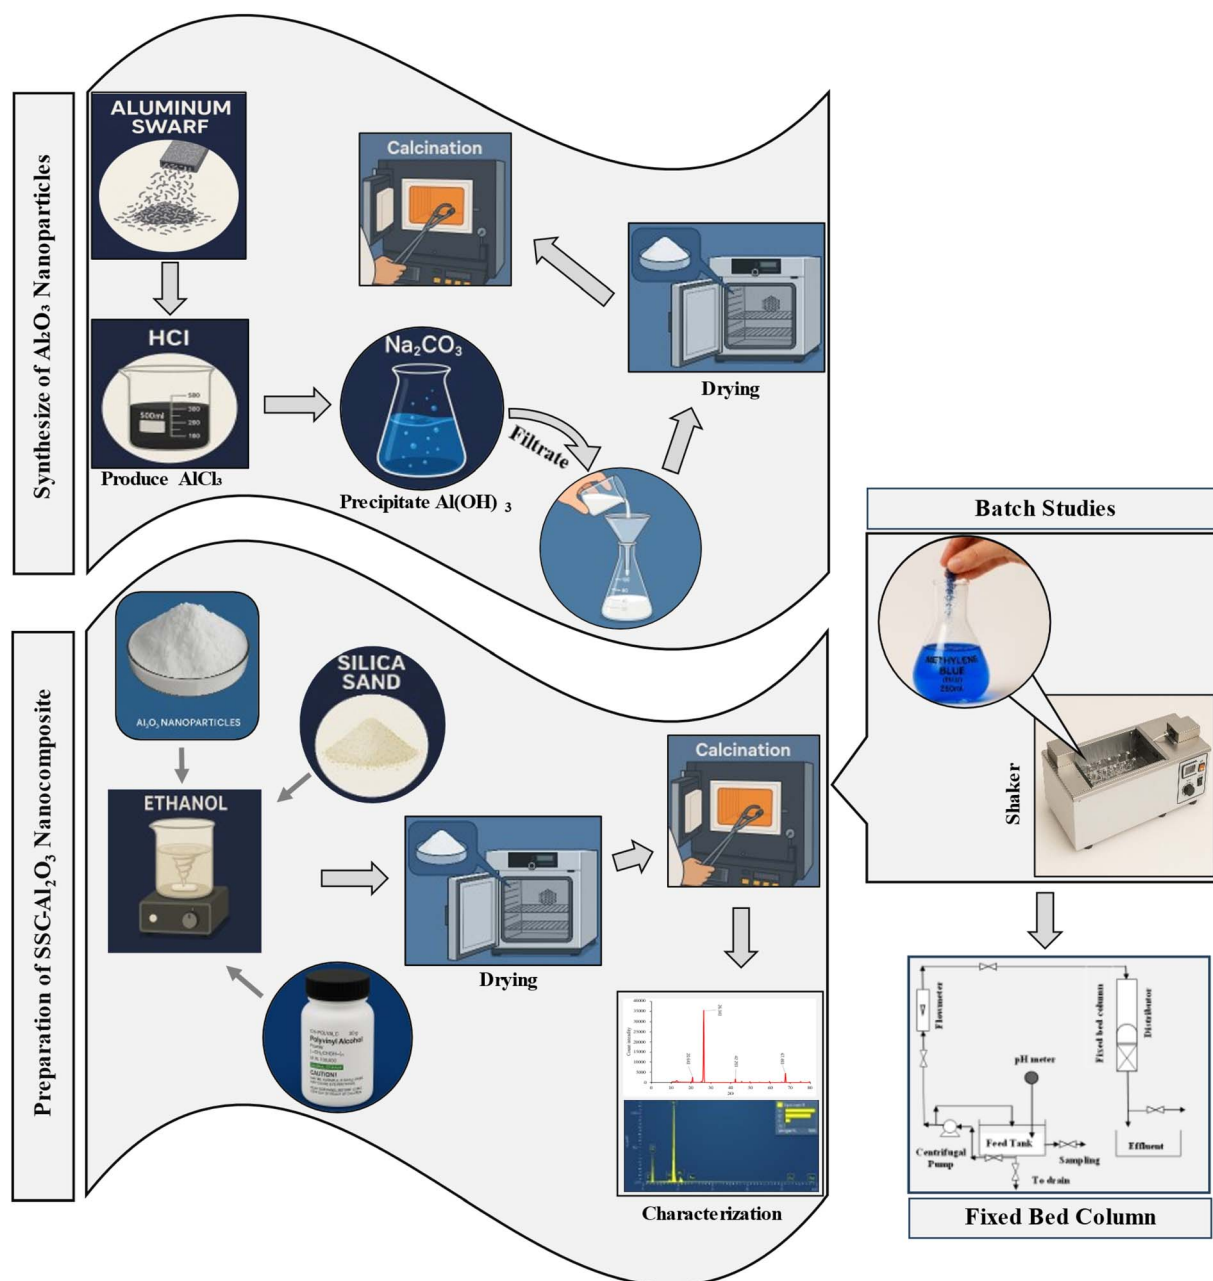 Synthesize of Al₂O₃ Nanoparticles
ALUMINUM
SWARF
HCl
500ml
500
300
200
100
Produce AlCl₃
Na₂CO₃
Precipitate Al(OH) ₃
Filtrate
Drying
Calcination
Preparation of SSC-Al₂O₃ Nanocomposite
Al₂O₃ NANOPARTICLES
SILICA
SAND
ETHANOL
Polyvinyl Alcohol
CAUTION!
Drying
Calcination
Characterization
Batch Studies
METHYLENE
BLUE
250ml
Shaker
Flowmeter
Fixed bed column
Distributor
pH meter
Centrifugal
Pump
Feed Tank
Sampling
To drain
Effluent
Fixed Bed Column